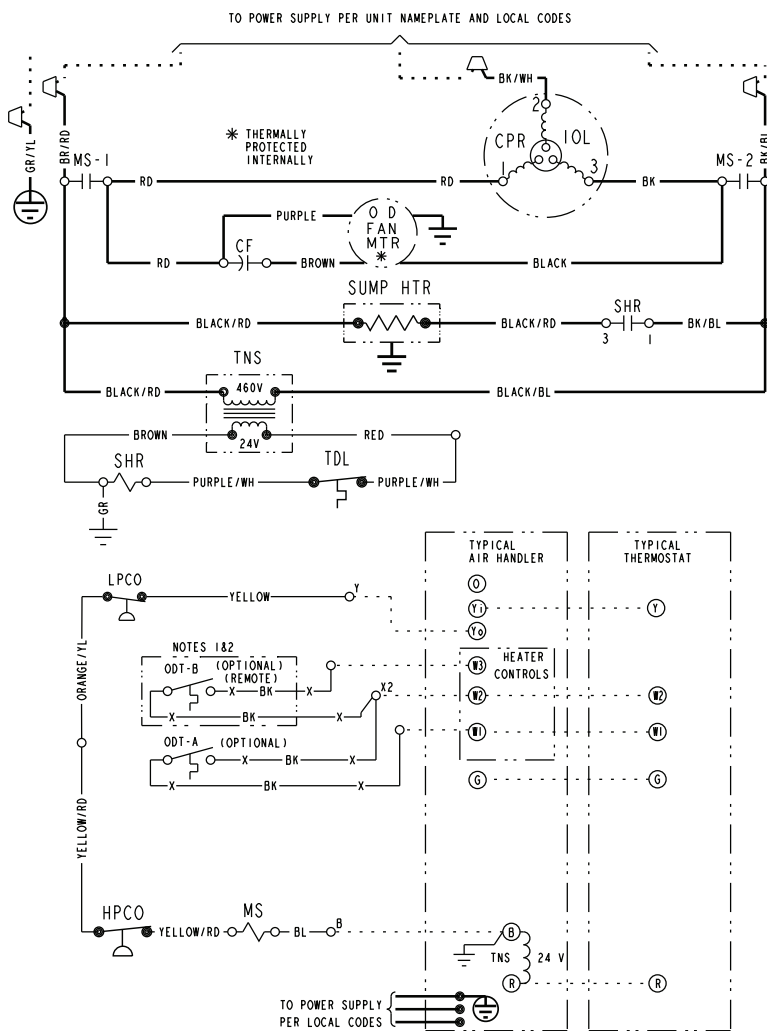 TO POWER SUPPLY PER UNIT NAMEPLATE AND LOCAL CODES
BK/WH
GR/YL
BR/RD
BK/BL
* THERMALLY
PROTECTED
INTERNALLY
2
CPR
IOL
1
3
MS-1
MS-2
RD
RD
BK
PURPLE
O D
FAN
MTR
*
CF
RD
BROWN
BLACK
SUMP HTR
SHR
BLACK/RD
BLACK/RD
3
1
BK/BL
TNS
460V
BLACK/RD
BLACK/BL
BROWN
24V
RED
SHR
TDL
PURPLE/WH
PURPLE/WH
GR
TYPICAL
AIR HANDLER
TYPICAL
THERMOSTAT
LPCO
YELLOW
Y
O
Yi
Y
Yo
ORANGE/YL
NOTES 1&2
ODT-B (OPTIONAL)
(REMOTE)
X BK X
X BK X
X2
W3
HEATER
CONTROLS
W2
W2
ODT-A (OPTIONAL)
X BK X
X BK X
W1
W1
G
G
YELLOW/RD
HPCO
YELLOW/RD
MS
BL
B
B
TNS
24 V
R
R
TO POWER SUPPLY
PER LOCAL CODES